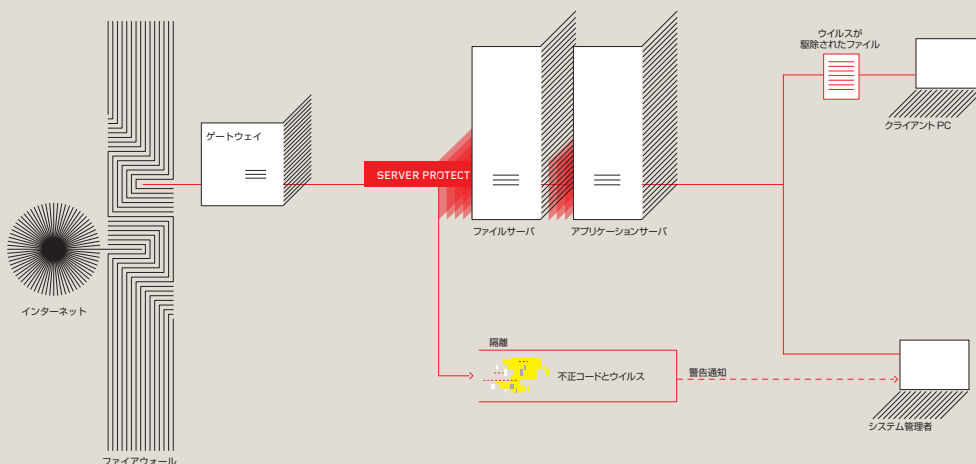 ウイルスが
駆除されたファイル
クライアントPC
ゲートウェイ
SERVER PROTECT
ファイルサーバ
アプリケーションサーバ
インターネット
隔離
不正コードとウイルス
警告通知
システム管理者
ファイアウォール